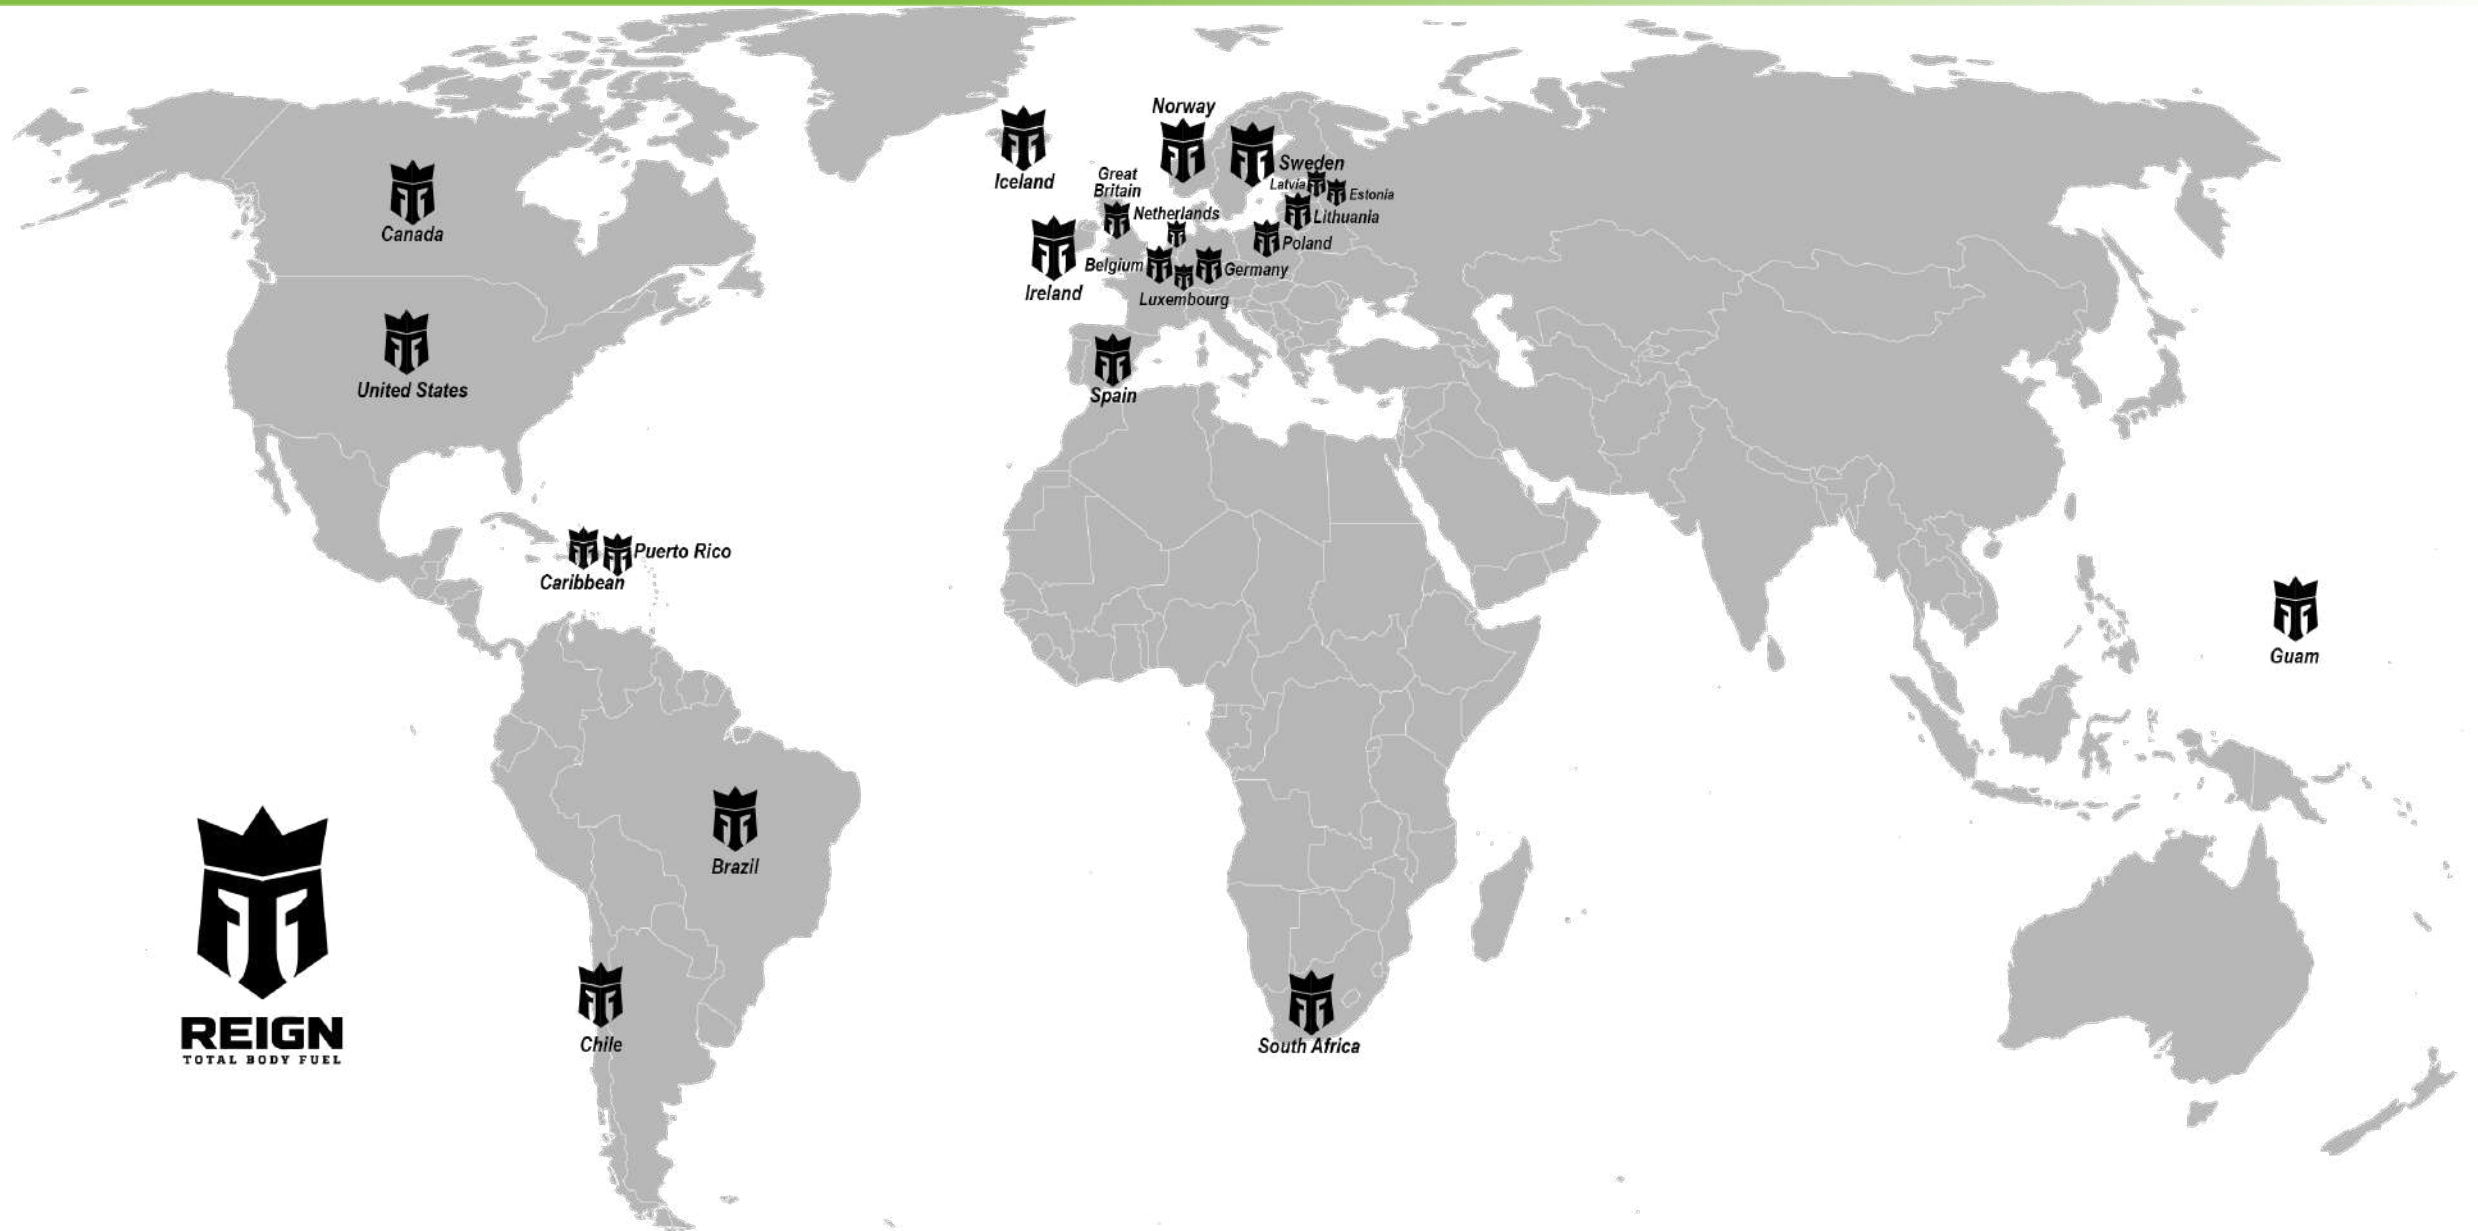 Norway
Sweden
Iceland
Great
Britain
Latvia
Estonia
Canada
Netherlands
Lithuania
Poland
Belgium
Germany
Ireland
Luxembourg
United States
Spain
Puerto Rico
Caribbean
Guam
Brazil
REIGN
TOTAL BODY FUEL
Chile
South Africa